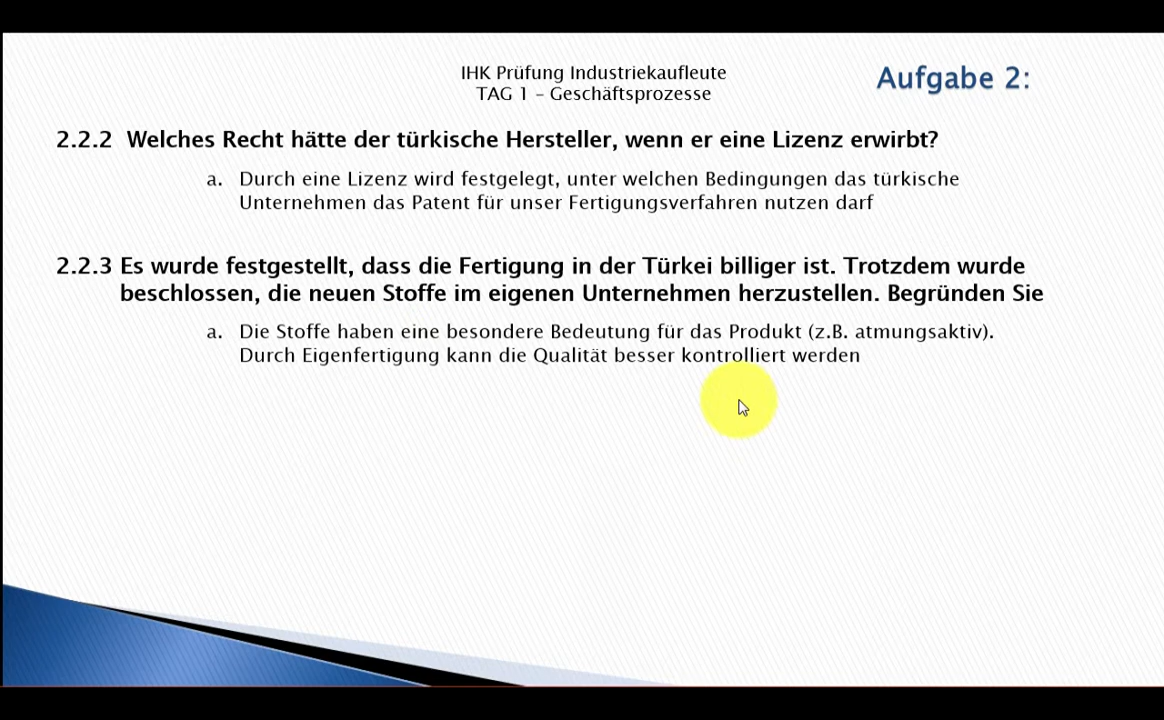 IHK Prüfung Industriekaufleute
TAG 1 – Geschäftsprozesse
Aufgabe 2:
2.2.2 Welches Recht hätte der türkische Hersteller, wenn er eine Lizenz erwirbt?
a. Durch eine Lizenz wird festgelegt, unter welchen Bedingungen das türkische
Unternehmen das Patent für unser Fertigungsverfahren nutzen darf
2.2.3 Es wurde festgestellt, dass die Fertigung in der Türkei billiger ist. Trotzdem wurde
beschlossen, die neuen Stoffe im eigenen Unternehmen herzustellen. Begründen Sie
a. Die Stoffe haben eine besondere Bedeutung für das Produkt (z.B. atmungsaktiv).
Durch Eigenfertigung kann die Qualität besser kontrolliert werden